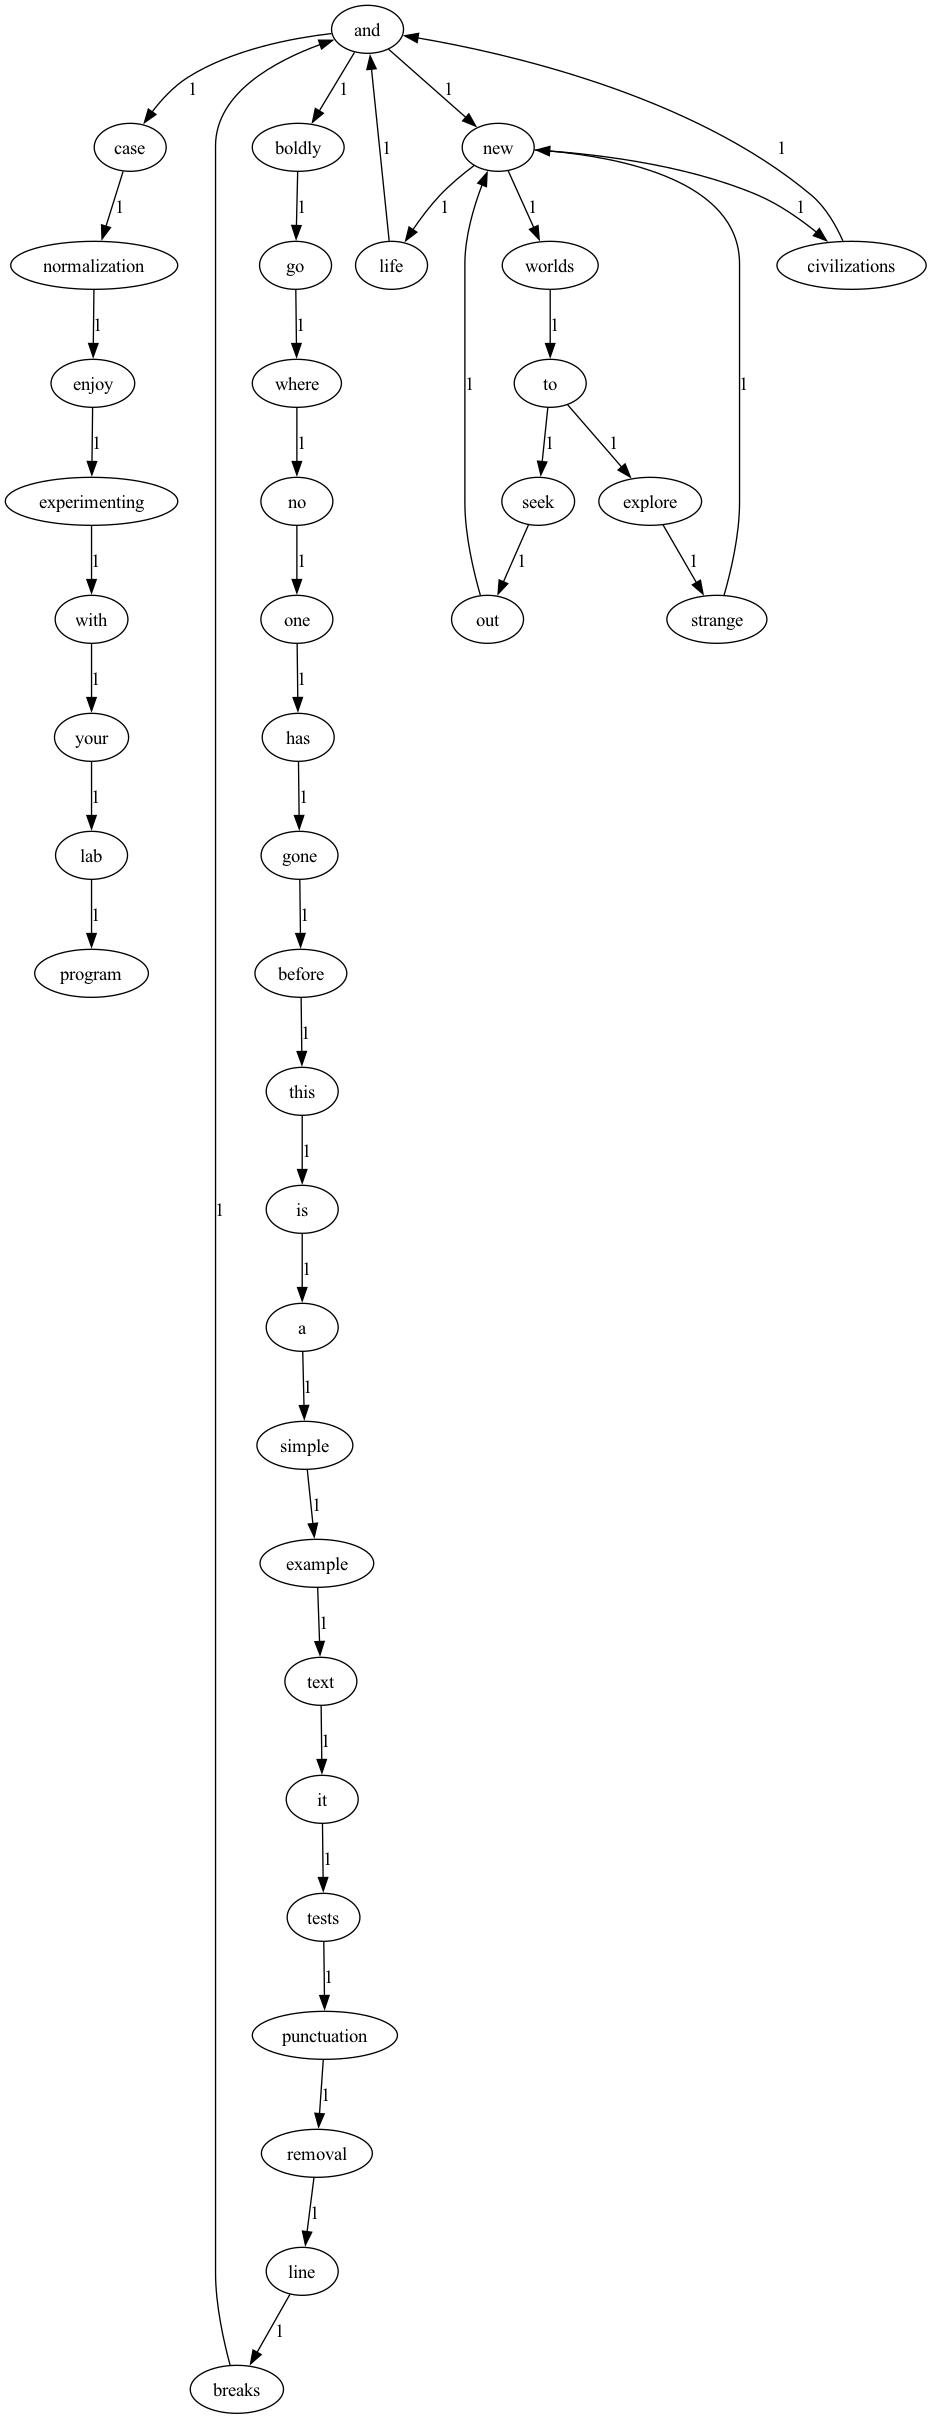 and
1
1
1
case
boldly
new
1
1
1
1
1
1
1
normalization
go
life
worlds
civilizations
1
1
1
enjoy
where
to
1
1
1
1
1
1
experimenting
no
seek
explore
1
1
1
1
with
one
out
strange
1
1
your
has
1
1
lab
gone
1
1
program
before
1
this
1
is
1
1
a
1
simple
1
example
1
text
1
it
1
tests
1
punctuation
1
removal
1
line
1
breaks